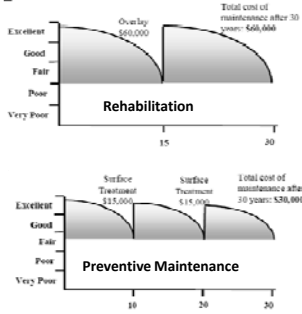 Overlay
$60,000
Total cost of
maintenance after 30
years: $60,000
Excellent
Good
Fair
Poor
Very Poor
Rehabilitation
15
30
Surface
Treatment
$15,000
Surface
Treatment
$15,000
Total cost of
maintenance after
30 years: $30,000
Excellent
Good
Fair
Poor
Very Poor
Preventive Maintenance
10
20
30